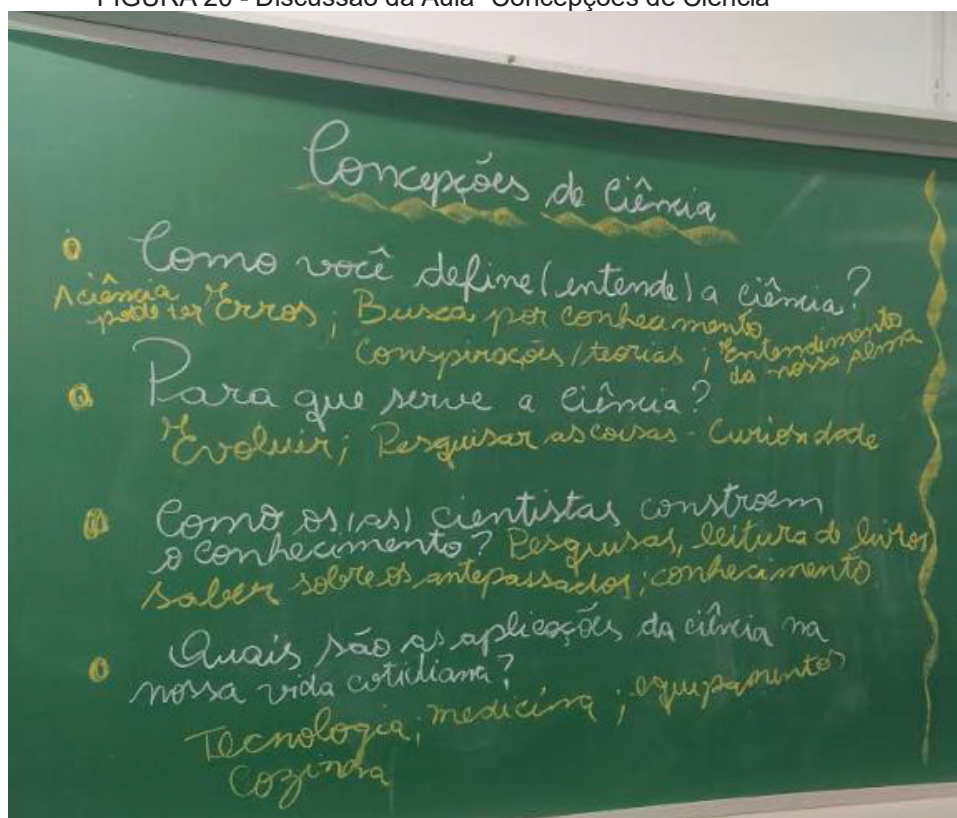 FIGURA 20 - Discussão da Aula "Concepções de Ciência"
Concepções de Ciência
Como você define (entende) a ciência?
A ciência
pode ter Erros; Busca por conhecimento
Conspirações/teorias; Entendimento
da nossa alma
Para que serve a ciência?
Evoluir; Pesquisar as coisas - Curiosidade
Como os(as) cientistas constroem
o conhecimento? Pesquisas, leitura de livros
saber sobre os antepassados; conhecimento
Quais são as aplicações da ciência na
nossa vida cotidiana?
Tecnologia; medicina; equipamentos
Cozinha